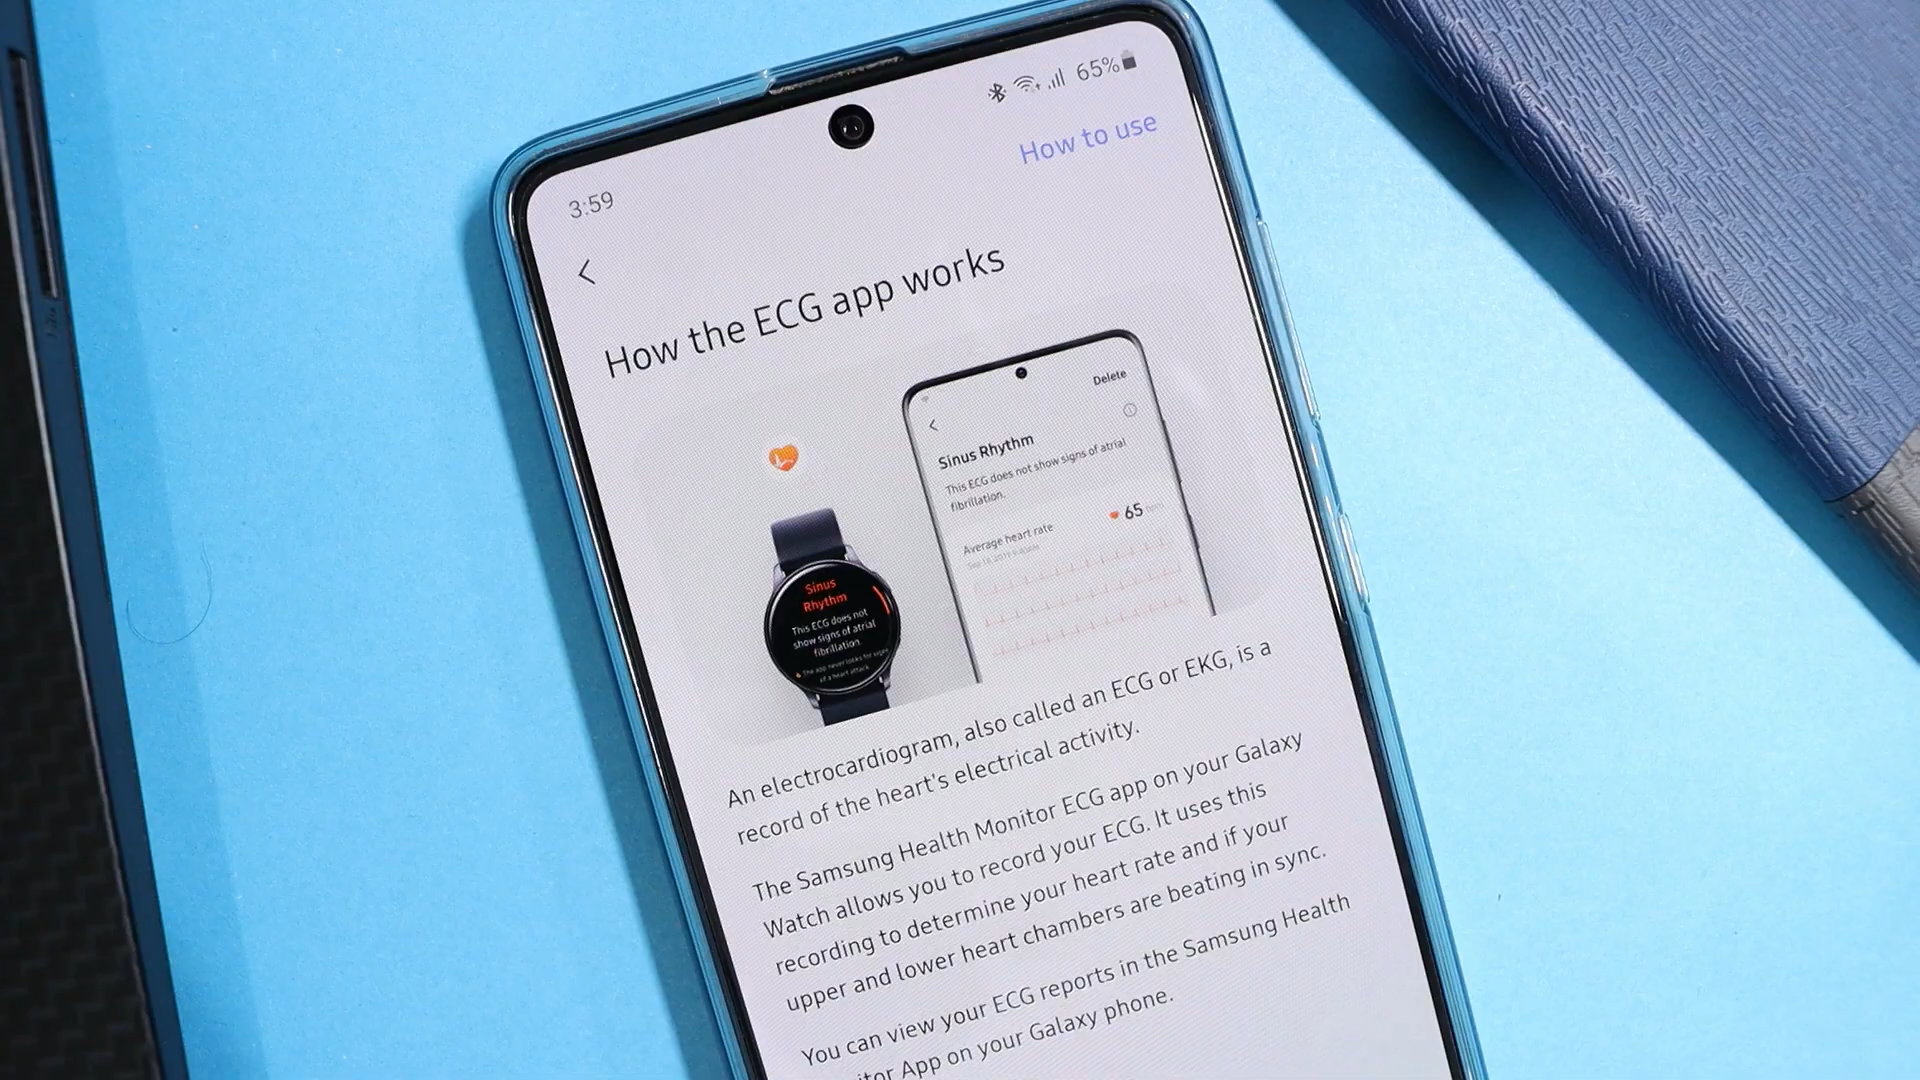 65%
How to use
3:59
How the ECG app works
Delete
Sinus Rhythm
This ECG does not show signs of atrial
fibrillation.
Average heart rate
65
Sinus
Rhythm
This ECG does not
show signs of atrial
fibrillation.
The app never looks for signs
of a heart attack
An electrocardiogram, also called an ECG or EKG, is a
record of the heart's electrical activity.
The Samsung Health Monitor ECG app on your Galaxy
Watch allows you to record your ECG. It uses this
recording to determine your heart rate and if your
upper and lower heart chambers are beating in sync.
You can view your ECG reports in the Samsung Health
App on your Galaxy phone.